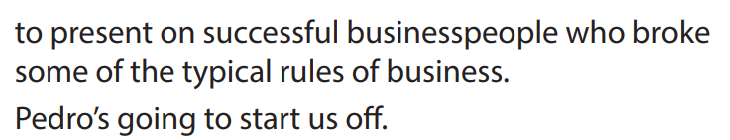 to present on successful businesspeople who broke
some of the typical rules of business.
Pedro’s going to start us off.